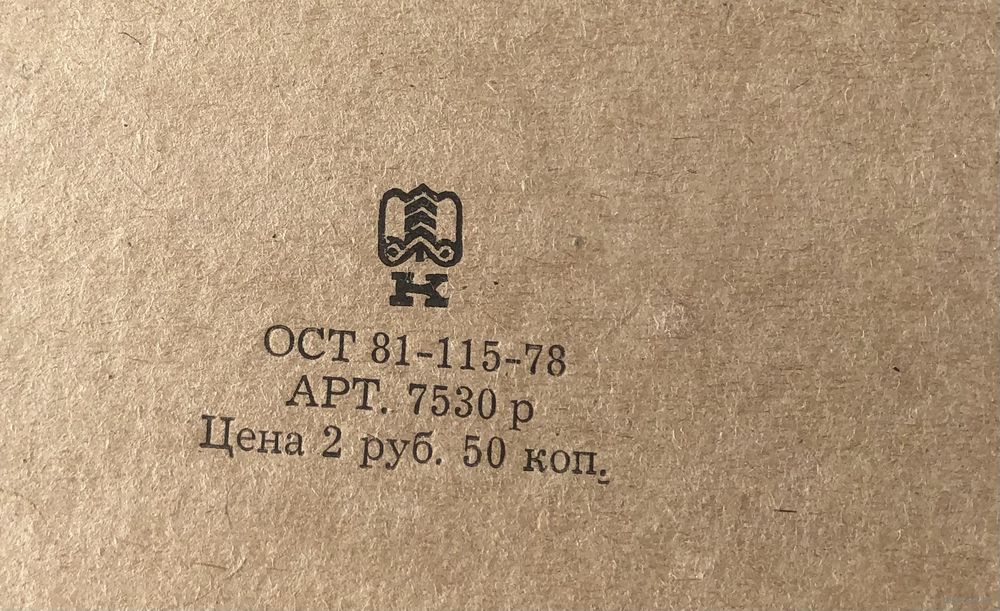 К
ОСТ 81-115-78
АРТ. 7530 р
Цена 2 руб. 50 коп.